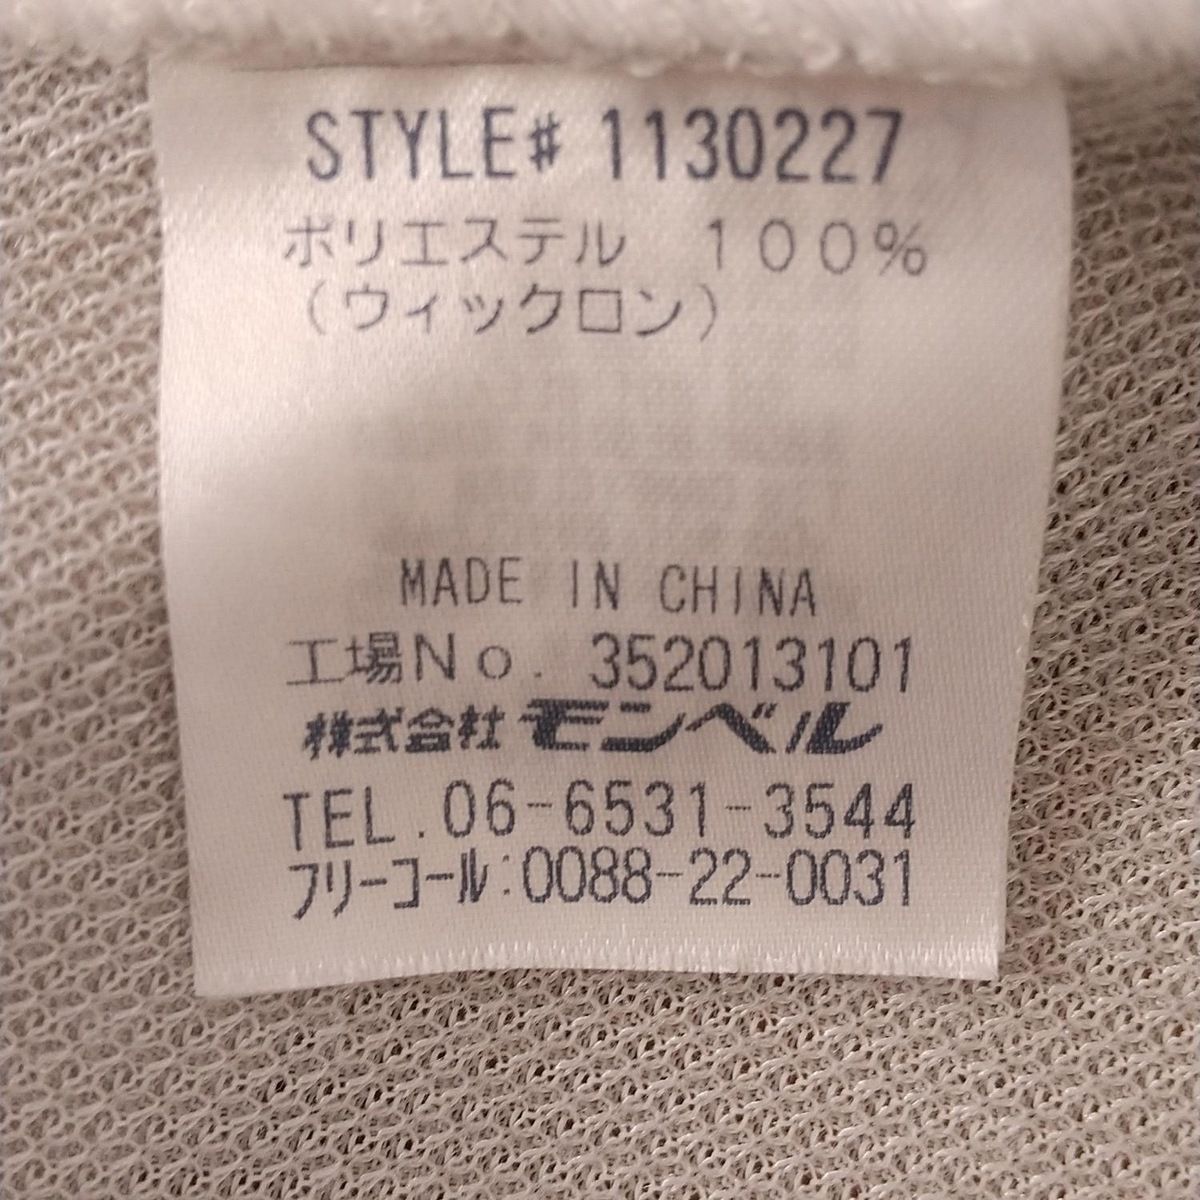 STYLE# 1130227
ポリエステル　１００％
（ウィックロン）
MADE IN CHINA
工場Ｎｏ. 352013101
株式会社 モンベル
TEL.06-6531-3544
フリーコール:0088-22-0031